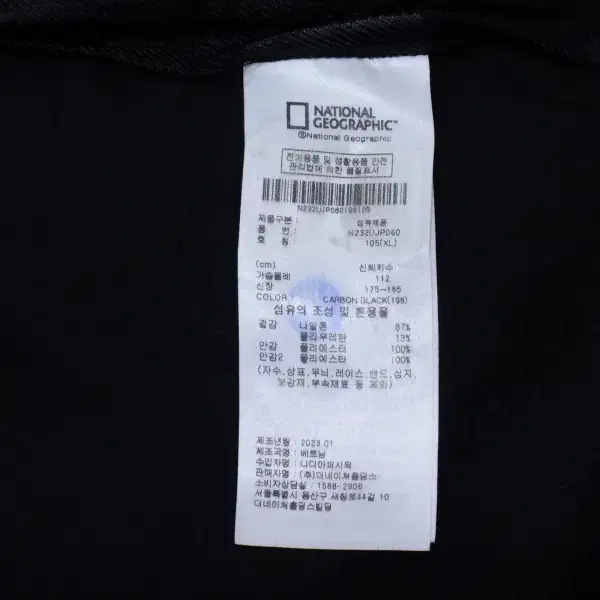 NATIONAL
GEOGRAPHIC™
©National Geographic
전기용품 및 생활용품 안전
관리법에 의한 품질표시
N232UJP060198105
제품구분 : 섬유제품
품 번 : N232UJP060
호 칭 : 105(XL)
(cm) 신체치수
가슴둘레 112
신장 175~185
COLOR : CARBON BLACK(198)
섬유의 조성 및 혼용율
겉감 나일론 87%
폴리우레탄 13%
안감 폴리에스터 100%
안감2 폴리에스터 100%
(자수,상표,무늬,레이스,밴드,심지,
보강재,부속재료 등 제외)
제조년월 : 2023.01
제조국명 : 베트남
수입자명 : 나디아퍼시픽
판매자명 : (주)더네이쳐홀딩스
소비자상담실 : 1588-2906
서울특별시 용산구 새창로44길 10
더네이쳐홀딩스빌딩